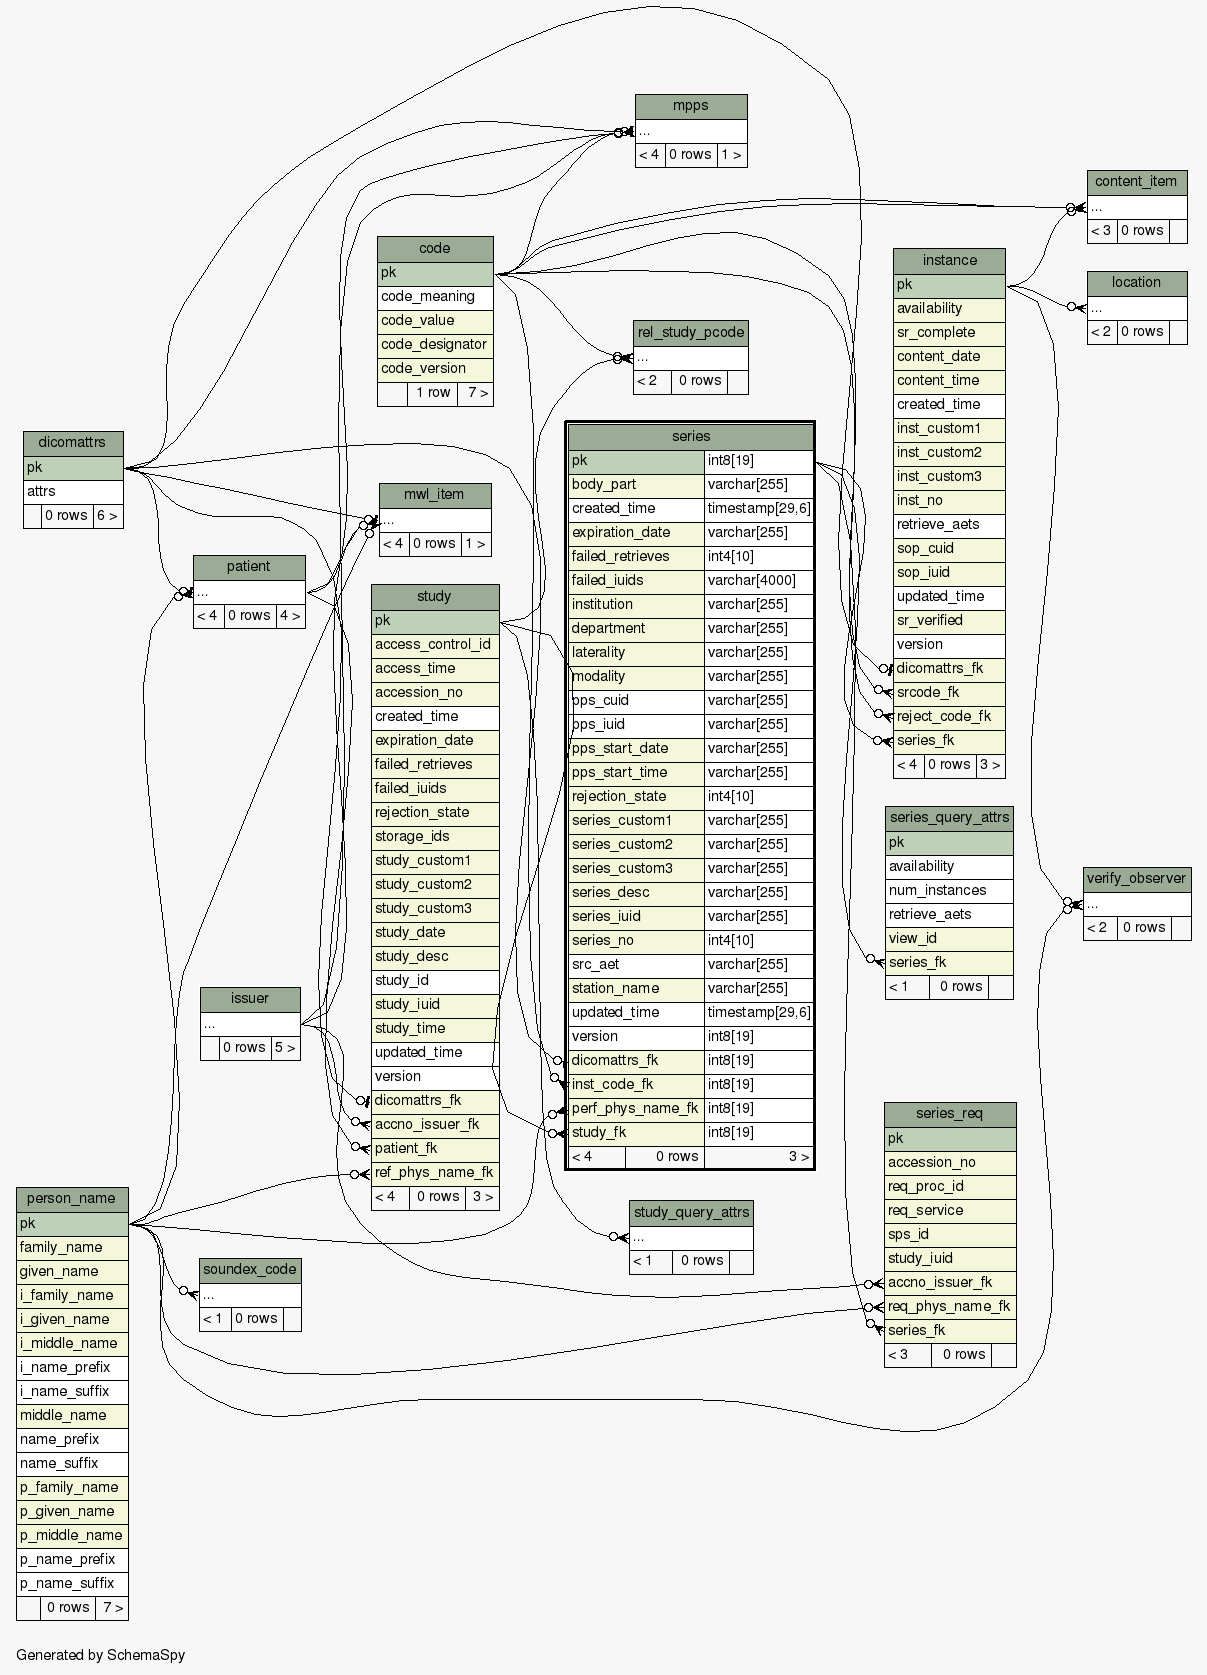 mpps
...
< 4 0 rows 1 >
content_item
...
< 3 0 rows
code
pk
code_meaning
code_value
code_designator
code_version
1 row 7 >
instance
pk
availability
sr_complete
content_date
content_time
created_time
inst_custom1
inst_custom2
inst_custom3
inst_no
retrieve_aets
sop_cuid
sop_iuid
updated_time
sr_verified
version
dicomattrs_fk
srcode_fk
reject_code_fk
series_fk
< 4 0 rows 3 >
location
...
< 2 0 rows
rel_study_pcode
...
< 2 0 rows
dicomattrs
pk
attrs
0 rows 6 >
series
pk int8[19]
body_part varchar[255]
created_time timestamp[29,6]
expiration_date varchar[255]
failed_retrieves int4[10]
failed_iuids varchar[4000]
institution varchar[255]
department varchar[255]
laterality varchar[255]
modality varchar[255]
pps_cuid varchar[255]
pps_iuid varchar[255]
pps_start_date varchar[255]
pps_start_time varchar[255]
rejection_state int4[10]
series_custom1 varchar[255]
series_custom2 varchar[255]
series_custom3 varchar[255]
series_desc varchar[255]
series_iuid varchar[255]
series_no int4[10]
src_aet varchar[255]
station_name varchar[255]
updated_time timestamp[29,6]
version int8[19]
dicomattrs_fk int8[19]
inst_code_fk int8[19]
perf_phys_name_fk int8[19]
study_fk int8[19]
< 4 0 rows 3 >
mwl_item
...
< 4 0 rows 1 >
patient
...
< 4 0 rows 4 >
study
pk
access_control_id
access_time
accession_no
created_time
expiration_date
failed_retrieves
failed_iuids
rejection_state
storage_ids
study_custom1
study_custom2
study_custom3
study_date
study_desc
study_id
study_iuid
study_time
updated_time
version
dicomattrs_fk
accno_issuer_fk
patient_fk
ref_phys_name_fk
< 4 0 rows 3 >
series_query_attrs
pk
availability
num_instances
retrieve_aets
view_id
series_fk
< 1 0 rows
verify_observer
...
< 2 0 rows
issuer
...
0 rows 5 >
series_req
pk
accession_no
req_proc_id
req_service
sps_id
study_iuid
accno_issuer_fk
req_phys_name_fk
series_fk
< 3 0 rows
person_name
pk
family_name
given_name
i_family_name
i_given_name
i_middle_name
i_name_prefix
i_name_suffix
middle_name
name_prefix
name_suffix
p_family_name
p_given_name
p_middle_name
p_name_prefix
p_name_suffix
0 rows 7 >
study_query_attrs
...
< 1 0 rows
soundex_code
...
< 1 0 rows
Generated by SchemaSpy